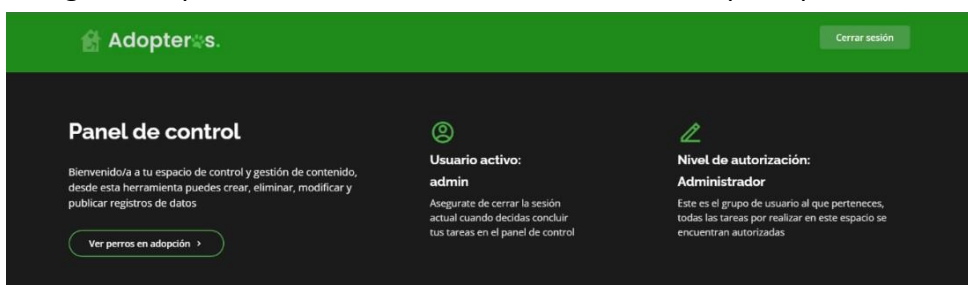 Adopteros.
Cerrar sesión
Panel de control
Bienvenido/a a tu espacio de control y gestión de contenido,
desde esta herramienta puedes crear, eliminar, modificar y
publicar registros de datos
Ver perros en adopción >
Usuario activo:
admin
Asegurate de cerrar la sesión
actual cuando decidas concluir
tus tareas en el panel de control
Nivel de autorización:
Administrador
Este es el grupo de usuario al que perteneces,
todas las tareas por realizar en este espacio se
encuentran autorizadas